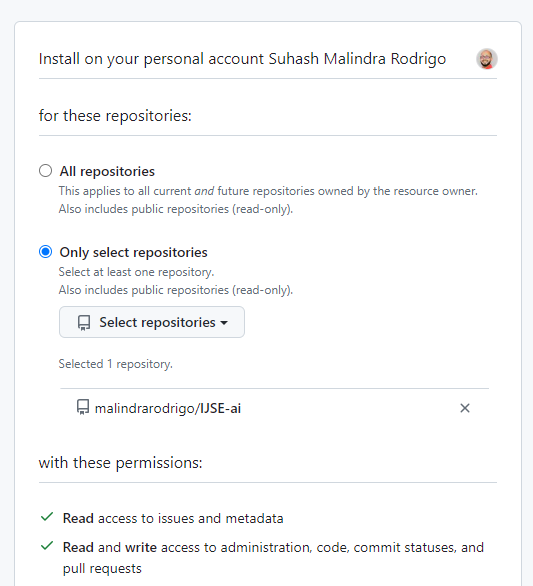 Install on your personal account Suhash Malindra Rodrigo
for these repositories:
All repositories
This applies to all current and future repositories owned by the resource owner.
Also includes public repositories (read-only).
Only select repositories
Select at least one repository.
Also includes public repositories (read-only).
Select repositories
Selected 1 repository.
malindrarodrigo/IJSE-ai
with these permissions:
Read access to issues and metadata
Read and write access to administration, code, commit statuses, and
pull requests